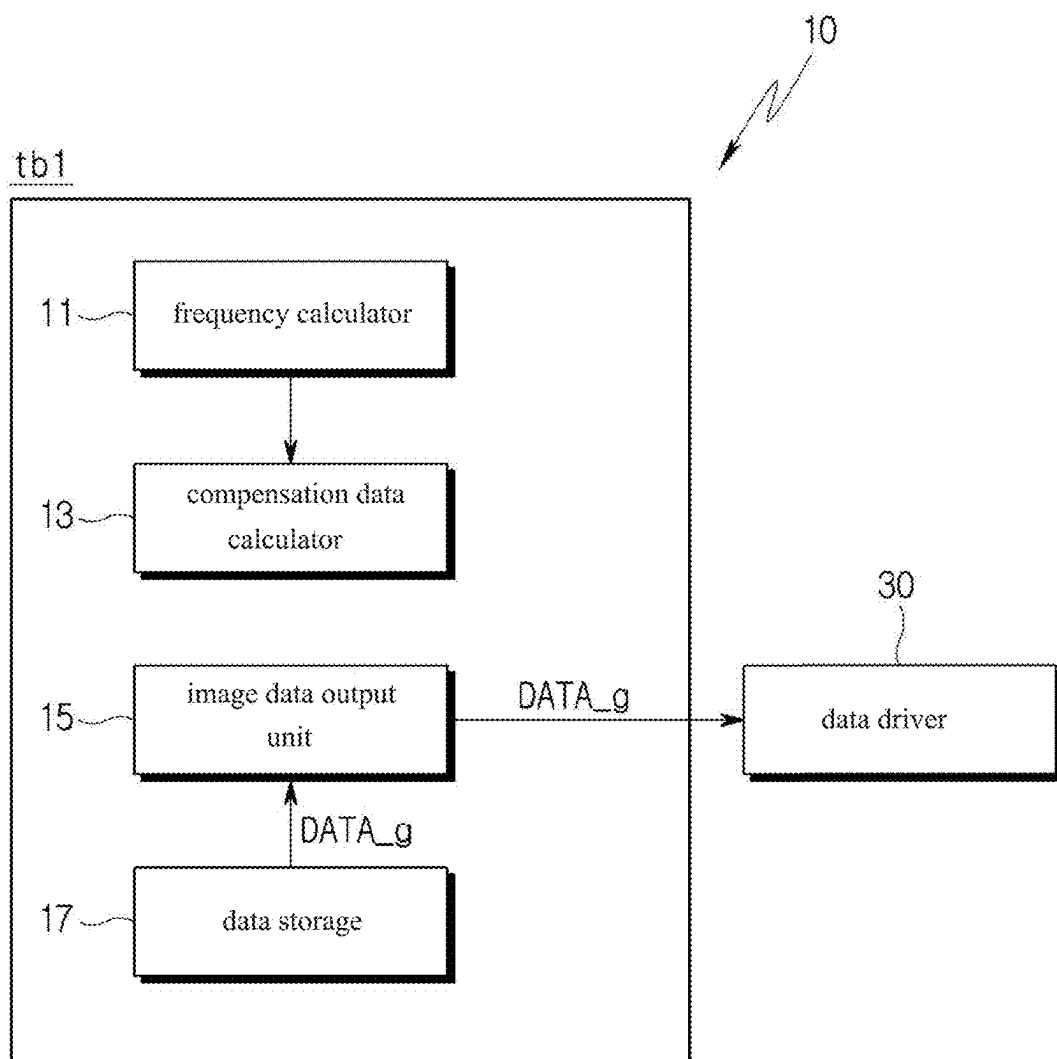 10
tb1
11
frequency calculator
13
compensation data
calculator
30
15
image data output
unit
DATA_g
data driver
DATA_g
17
data storage